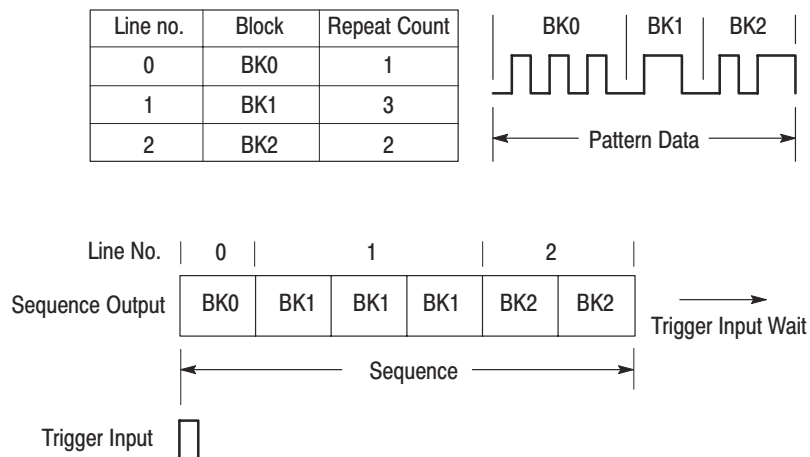 Line no. Block Repeat Count
0 BK0 1
1 BK1 3
2 BK2 2
BK0 BK1 BK2
Pattern Data
Line No. 0 1 2
Sequence Output BK0 BK1 BK1 BK1 BK2 BK2
Trigger Input Wait
Sequence
Trigger Input